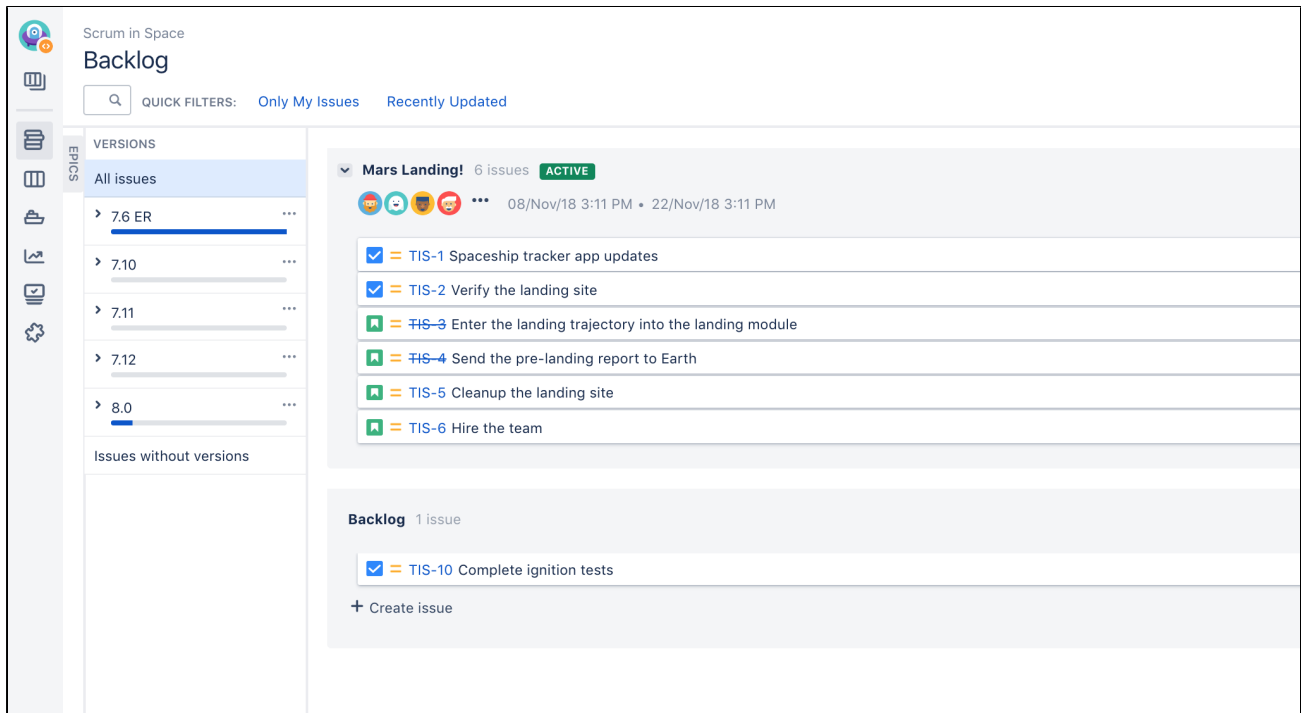 Scrum in Space
Backlog
QUICK FILTERS: Only My Issues Recently Updated
EPICS
VERSIONS
All issues
7.6 ER
7.10
7.11
7.12
8.0
Issues without versions
Mars Landing! 6 issues ACTIVE
08/Nov/18 3:11 PM • 22/Nov/18 3:11 PM
TIS-1 Spaceship tracker app updates
TIS-2 Verify the landing site
TIS-3 Enter the landing trajectory into the landing module
TIS-4 Send the pre-landing report to Earth
TIS-5 Cleanup the landing site
TIS-6 Hire the team
Backlog 1 issue
TIS-10 Complete ignition tests
+ Create issue